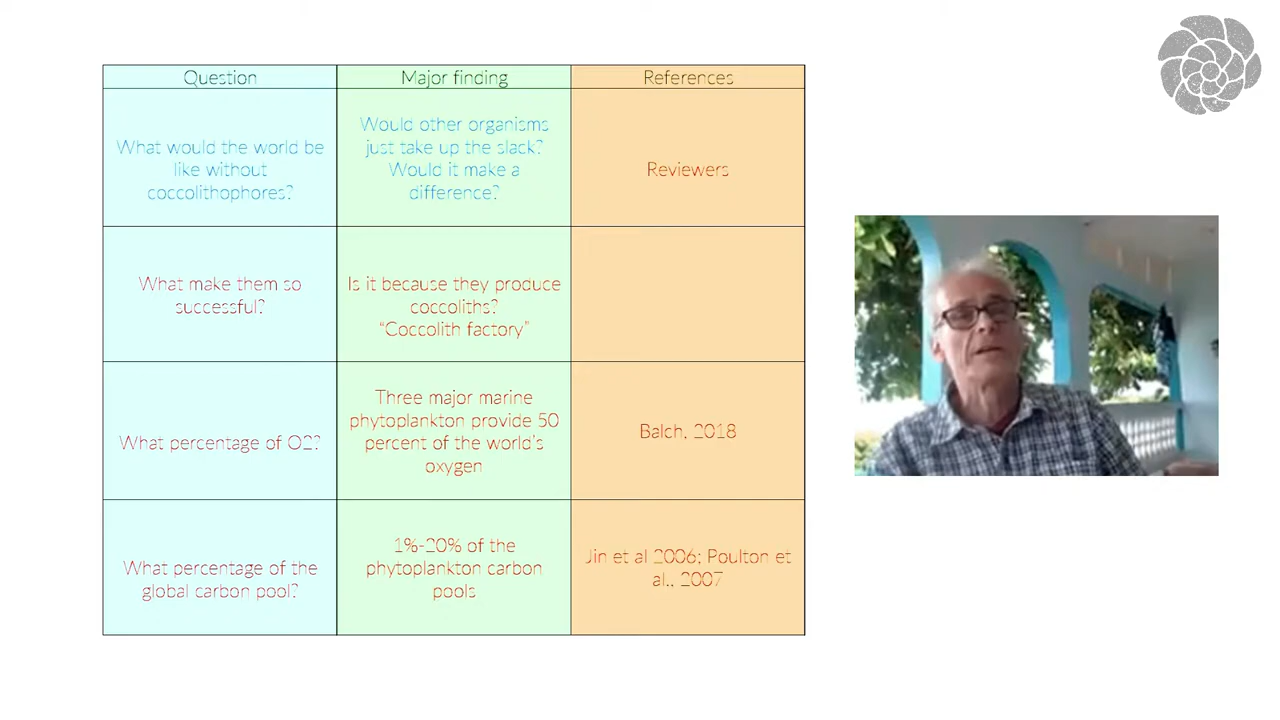 Question
Major finding
References
What would the world be
like without
coccolithophores?
Would other organisms
just take up the slack?
Would it make a
difference?
Reviewers
What make them so
successful?
Is it because they produce
coccoliths?
“Coccolith factory”
What percentage of O2?
Three major marine
phytoplankton provide 50
percent of the world's
oxygen
Balch, 2018
What percentage of the
global carbon pool?
1%-20% of the
phytoplankton carbon
pools
Jin et al 2006; Poulton et
al., 2007